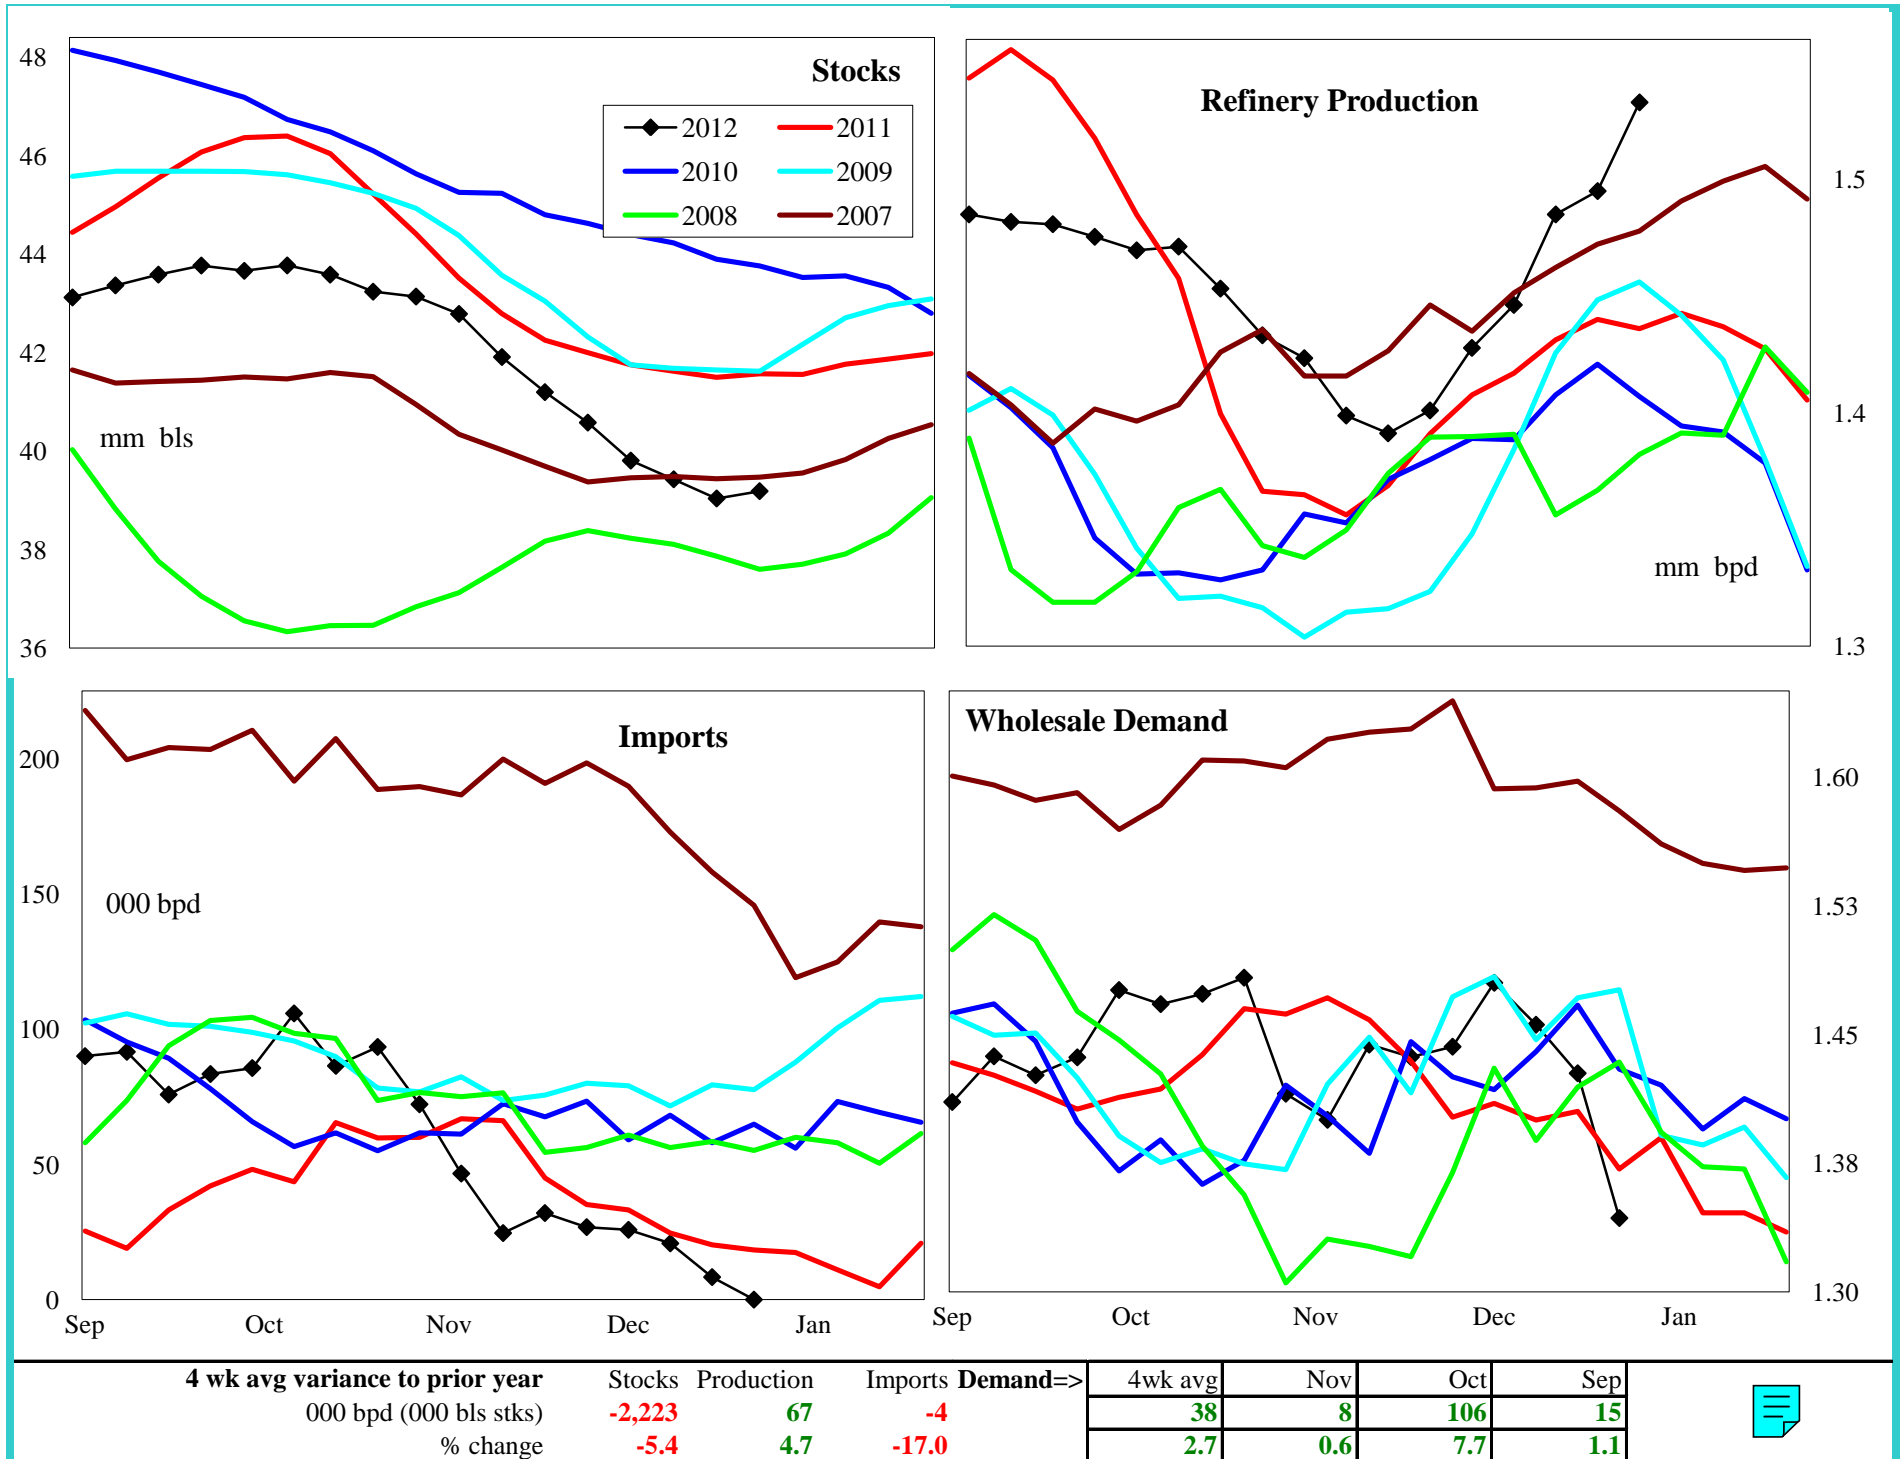 Stocks
48
46
44
42
40
38
36
2012
2011
2010
2009
2008
2007
mm bls
Refinery Production
1.5
1.4
1.3
mm bpd
Imports
200
150
100
50
0
000 bpd
Sep Oct Nov Dec Jan
Wholesale Demand
1.60
1.53
1.45
1.38
1.30
Sep Oct Nov Dec Jan
4 wk avg variance to prior year Stocks Production Imports Demand=> 4wk avg Nov Oct Sep
000 bpd (000 bls stks) -2,223 67 -4 38 8 106 15
% change -5.4 4.7 -17.0 2.7 0.6 7.7 1.1